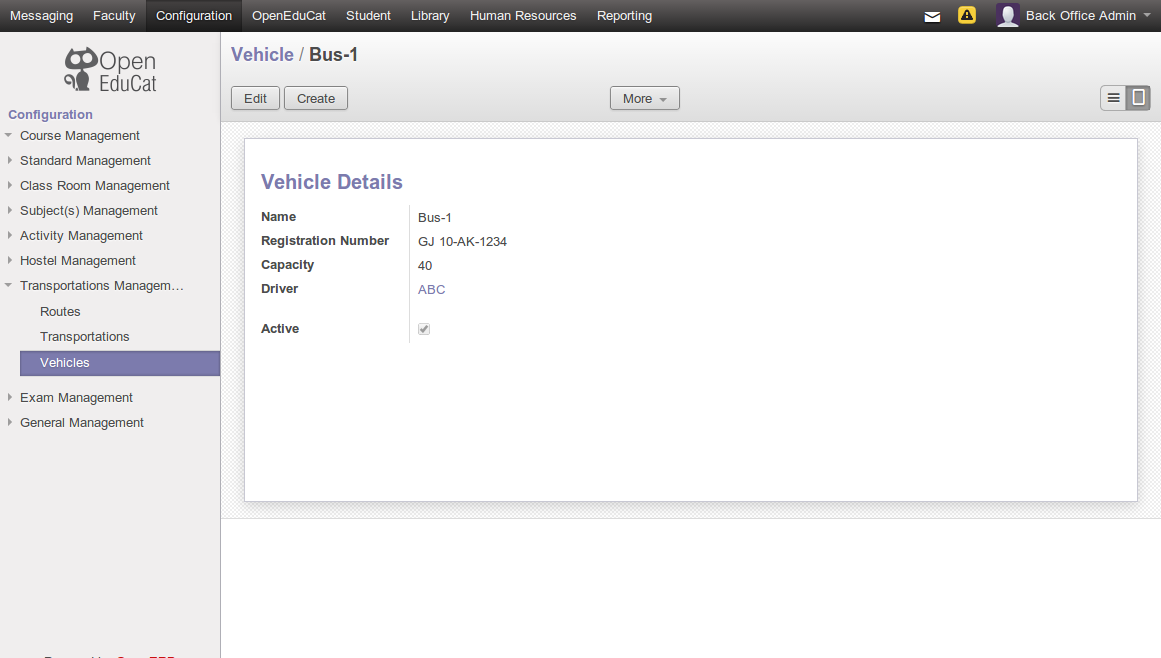 Messaging Faculty Configuration OpenEduCat Student Library Human Resources Reporting Back Office Admin
Open
EduCat
Configuration
Course Management
Standard Management
Class Room Management
Subject(s) Management
Activity Management
Hostel Management
Transportations Managem…
Routes
Transportations
Vehicles
Exam Management
General Management
Vehicle / Bus-1
Edit Create More
Vehicle Details
Name Bus-1
Registration Number GJ 10-AK-1234
Capacity 40
Driver ABC
Active